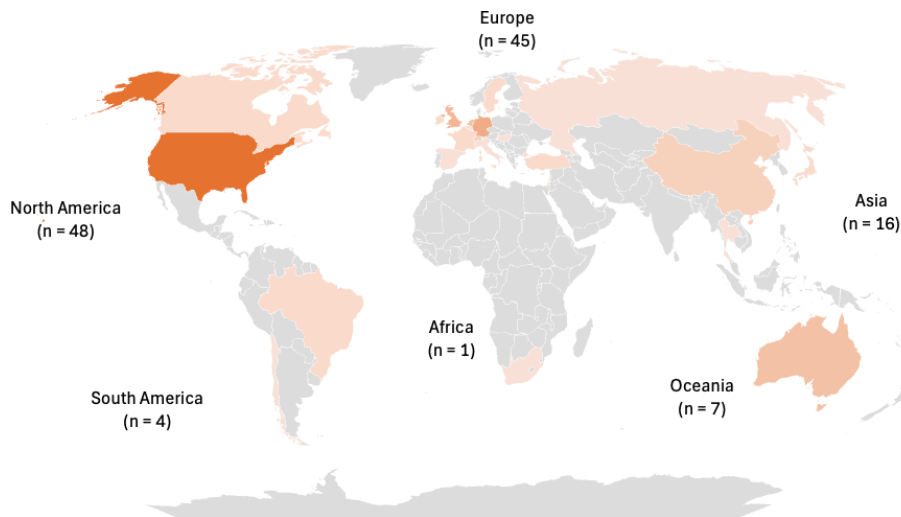 Europe
(n = 45)
North America
(n = 48)
Asia
(n = 16)
Africa
(n = 1)
South America
(n = 4)
Oceania
(n = 7)